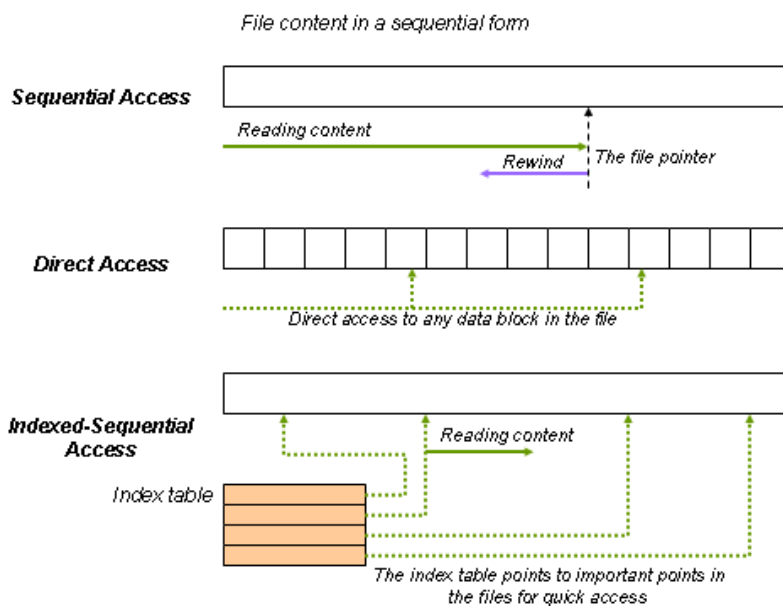 File content in a sequential form
Sequential Access
Reading content
Rewind
The file pointer
Direct Access
Direct access to any data block in the file
Indexed-Sequential
Access
Reading content
Index table
The index table points to important points in
the files for quick access